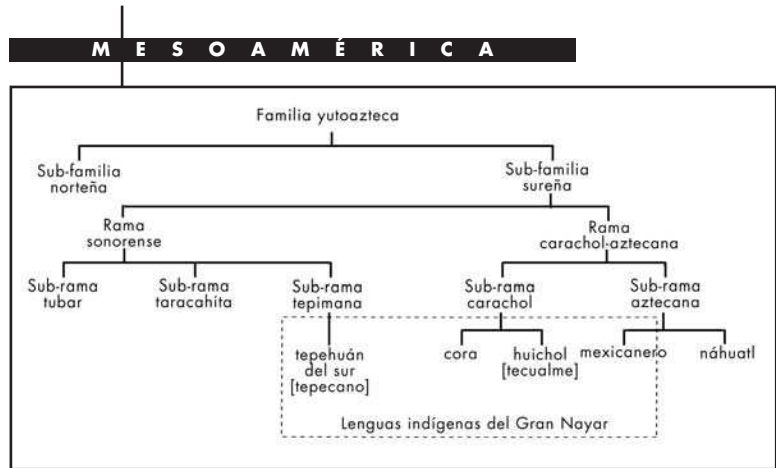 MESOAMÉRICA
Familia yutoazteca
Sub-familia
norteña
Sub-familia
sureña
Rama
sonorense
Rama
carachol-aztecana
Sub-rama
tubar
Sub-rama
taracahíta
Sub-rama
tepimana
Sub-rama
carachol
Sub-rama
aztecana
tepehuán
del sur
[tepecano]
cora
huichol
[tecualme]
mexicanero
náhuatl
Lenguas indígenas del Gran Nayar